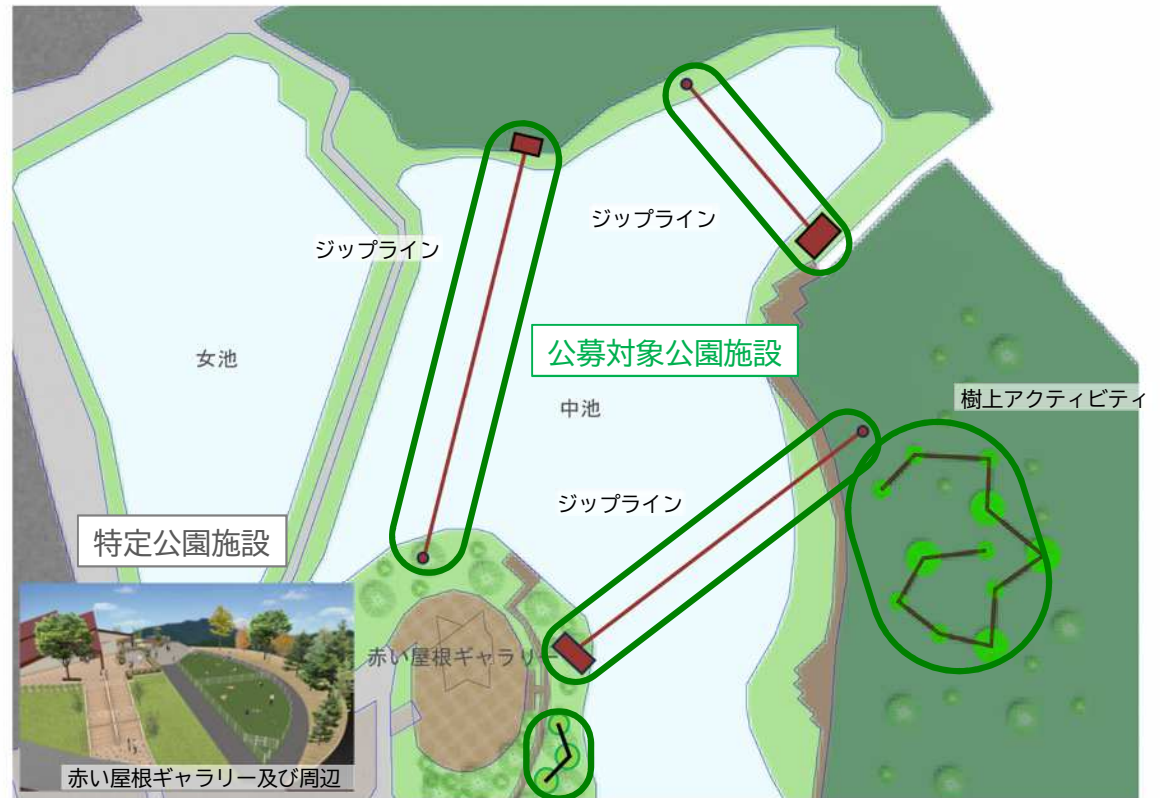 ジップライン
ジップライン
公募対象公園施設
女池
樹上アクティビティ
中池
ジップライン
特定公園施設
赤い屋根ギャラリー
赤い屋根ギャラリー及び周辺